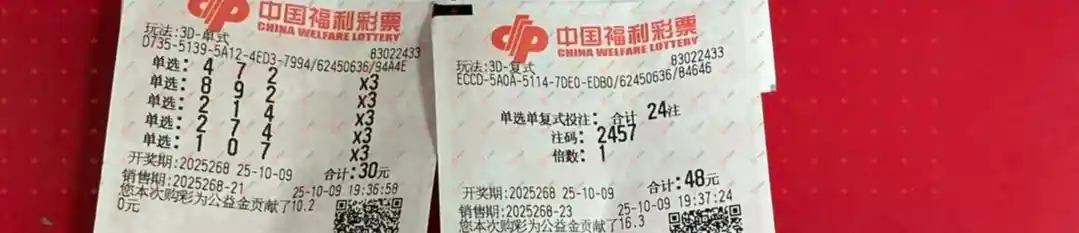 中国福利彩票
CHINA WELFARE LOTTERY
玩法:3D-单式
83022433
D735-5139-5A12-4ED3-7994/62450636/94A4E
单选: 4 7 2 x3
单选: 8 9 2 x3
单选: 2 1 4 x3
单选: 2 7 4 x3
单选: 1 0 7 x3
开奖期:2025268 25-10-09 合计:30元
销售期:2025268-21 25-10-09 19:36:58
您本次购彩为公益金贡献了10.2
0元
中国福利彩票
CHINA WELFARE LOTTERY
玩法:3D-复式
83022433
ECCD-5A0A-5114-7DE0-EDB0/62450636/84646
单选单复式投注: 合计 24注
注码: 2457
倍数: 1
开奖期:2025268 25-10-09 合计:48元
销售期:2025268-23 25-10-09 19:37:24
您本次购彩为公益金贡献了16.3